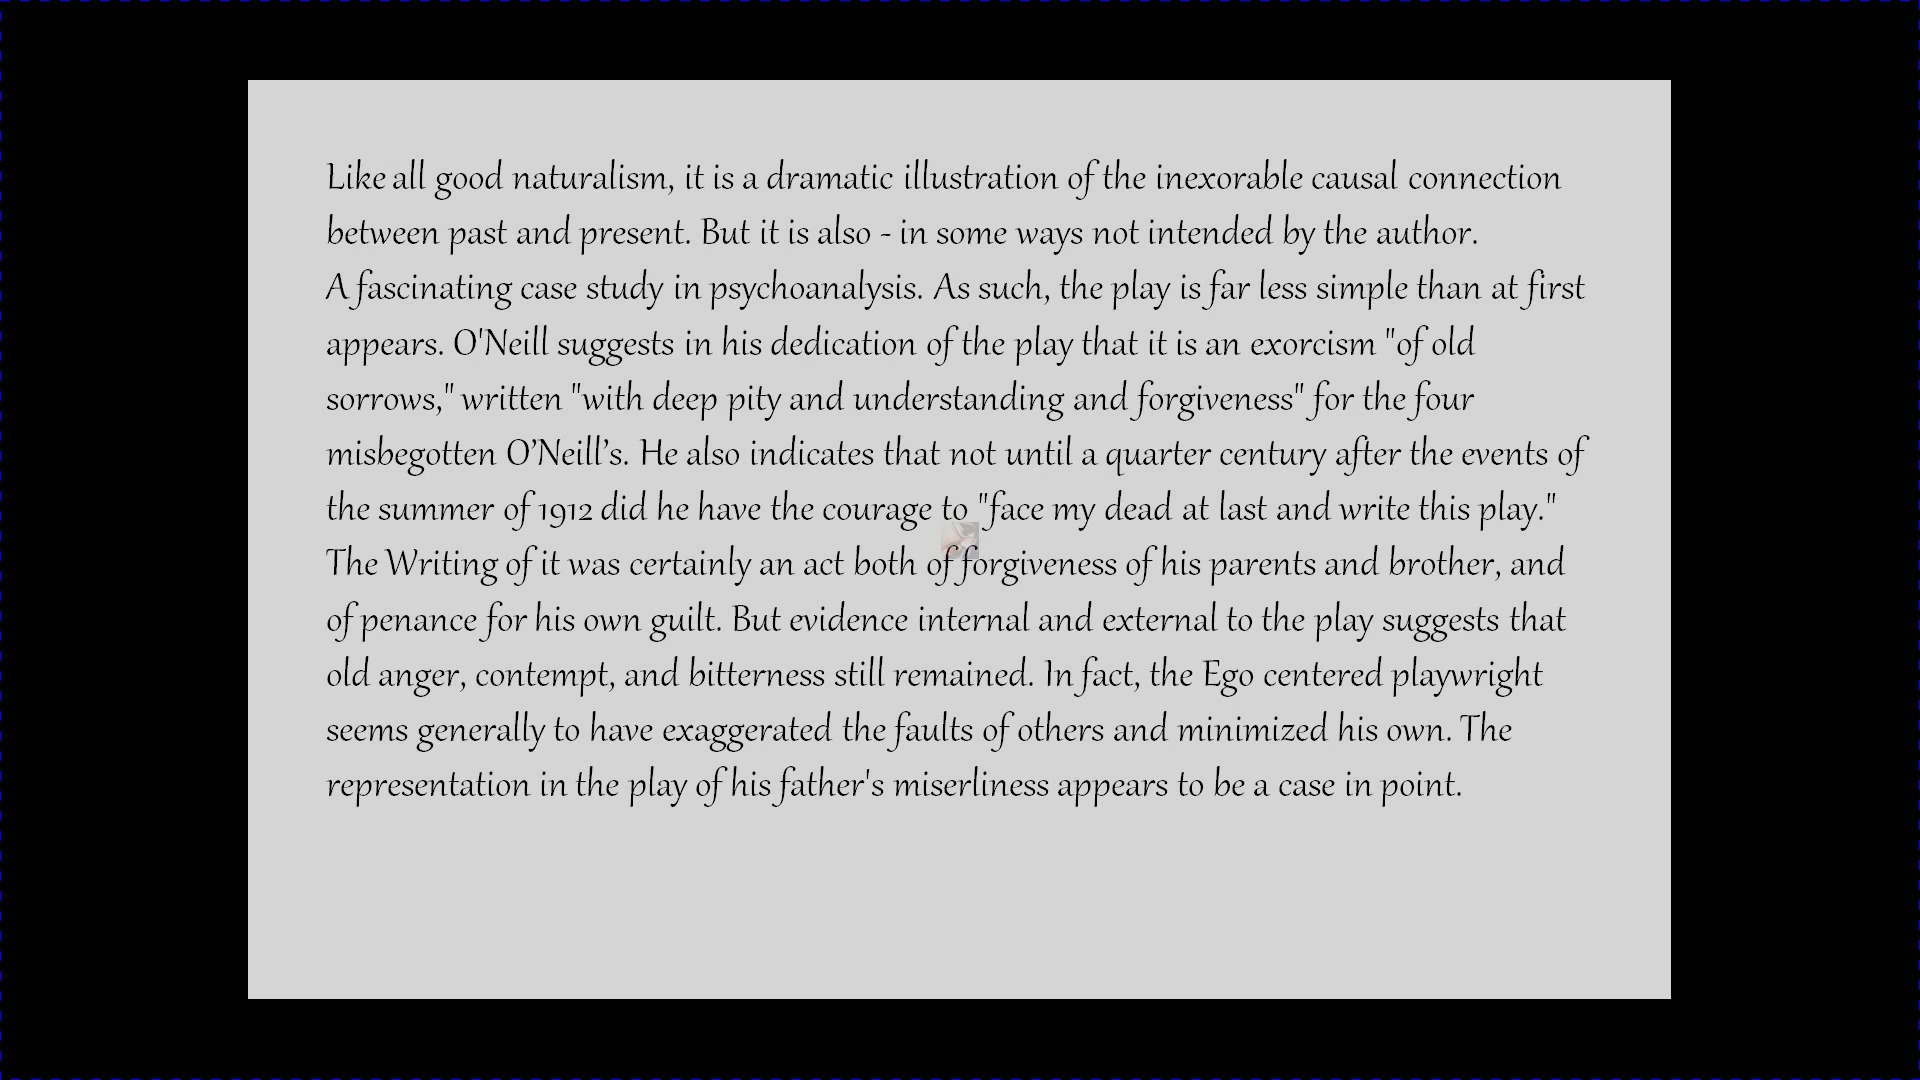 Like all good naturalism, it is a dramatic illustration of the inexorable causal connection
between past and present. But it is also - in some ways not intended by the author.
A fascinating case study in psychoanalysis. As such, the play is far less simple than at first
appears. O'Neill suggests in his dedication of the play that it is an exorcism "of old
sorrows," written "with deep pity and understanding and forgiveness" for the four
misbegotten O’Neill’s. He also indicates that not until a quarter century after the events of
the summer of 1912 did he have the courage to "face my dead at last and write this play."
The Writing of it was certainly an act both of forgiveness of his parents and brother, and
of penance for his own guilt. But evidence internal and external to the play suggests that
old anger, contempt, and bitterness still remained. In fact, the Ego centered playwright
seems generally to have exaggerated the faults of others and minimized his own. The
representation in the play of his father's miserliness appears to be a case in point.